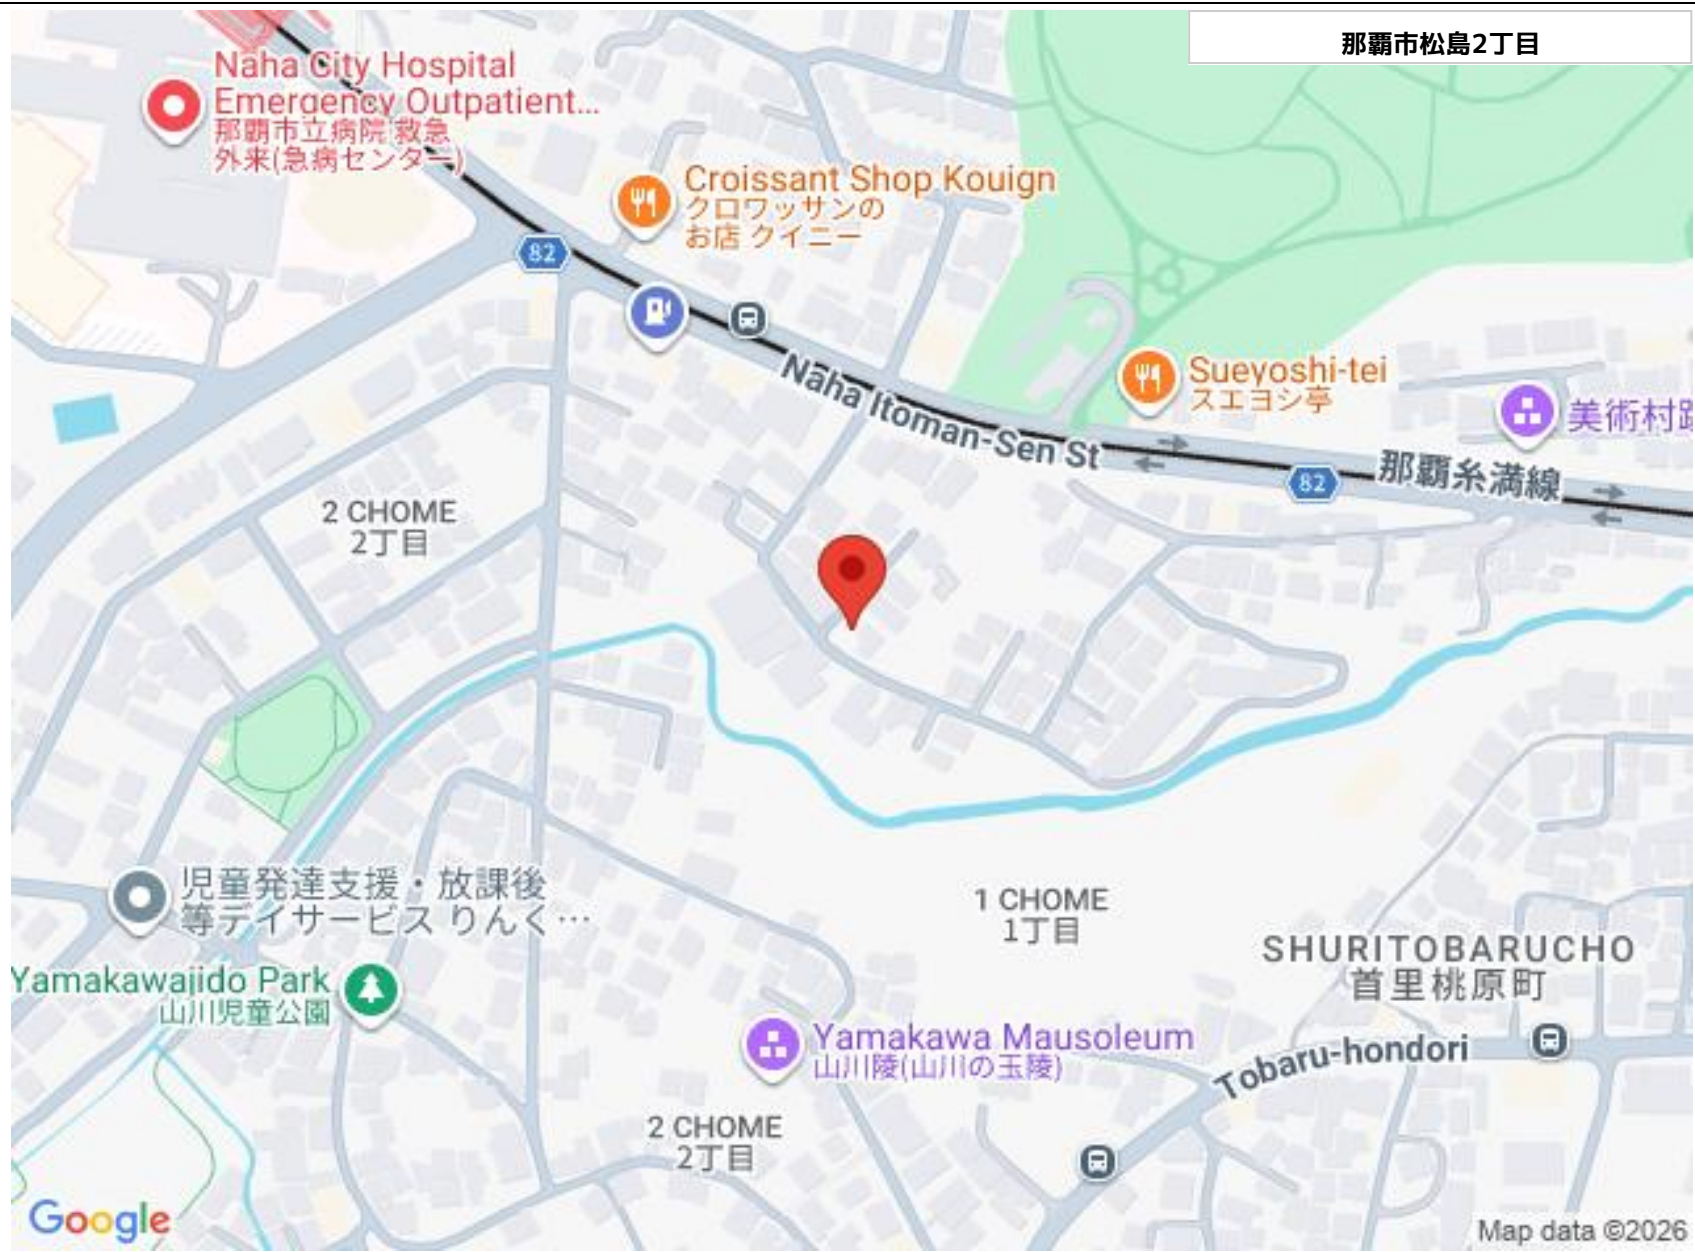 那覇市松島2丁目
Naha City Hospital
Emergency Outpatient...
那覇市立病院 救急
外来(急病センター)
Croissant Shop Kouign
クロワッサンの
お店 クイニー
82
Naha Itoman-Sen St
Sueyoshi-tei
スエヨシ亭
美術村跡
那覇糸満線
82
2 CHOME
2丁目
児童発達支援・放課後
等デイサービス りんく…
1 CHOME
1丁目
SHURITOBARUCHO
首里桃原町
Yamakawajido Park
山川児童公園
Yamakawa Mausoleum
山川陵(山川の玉陵)
Tobaru-hondori
2 CHOME
2丁目
Google
Map data ©2026